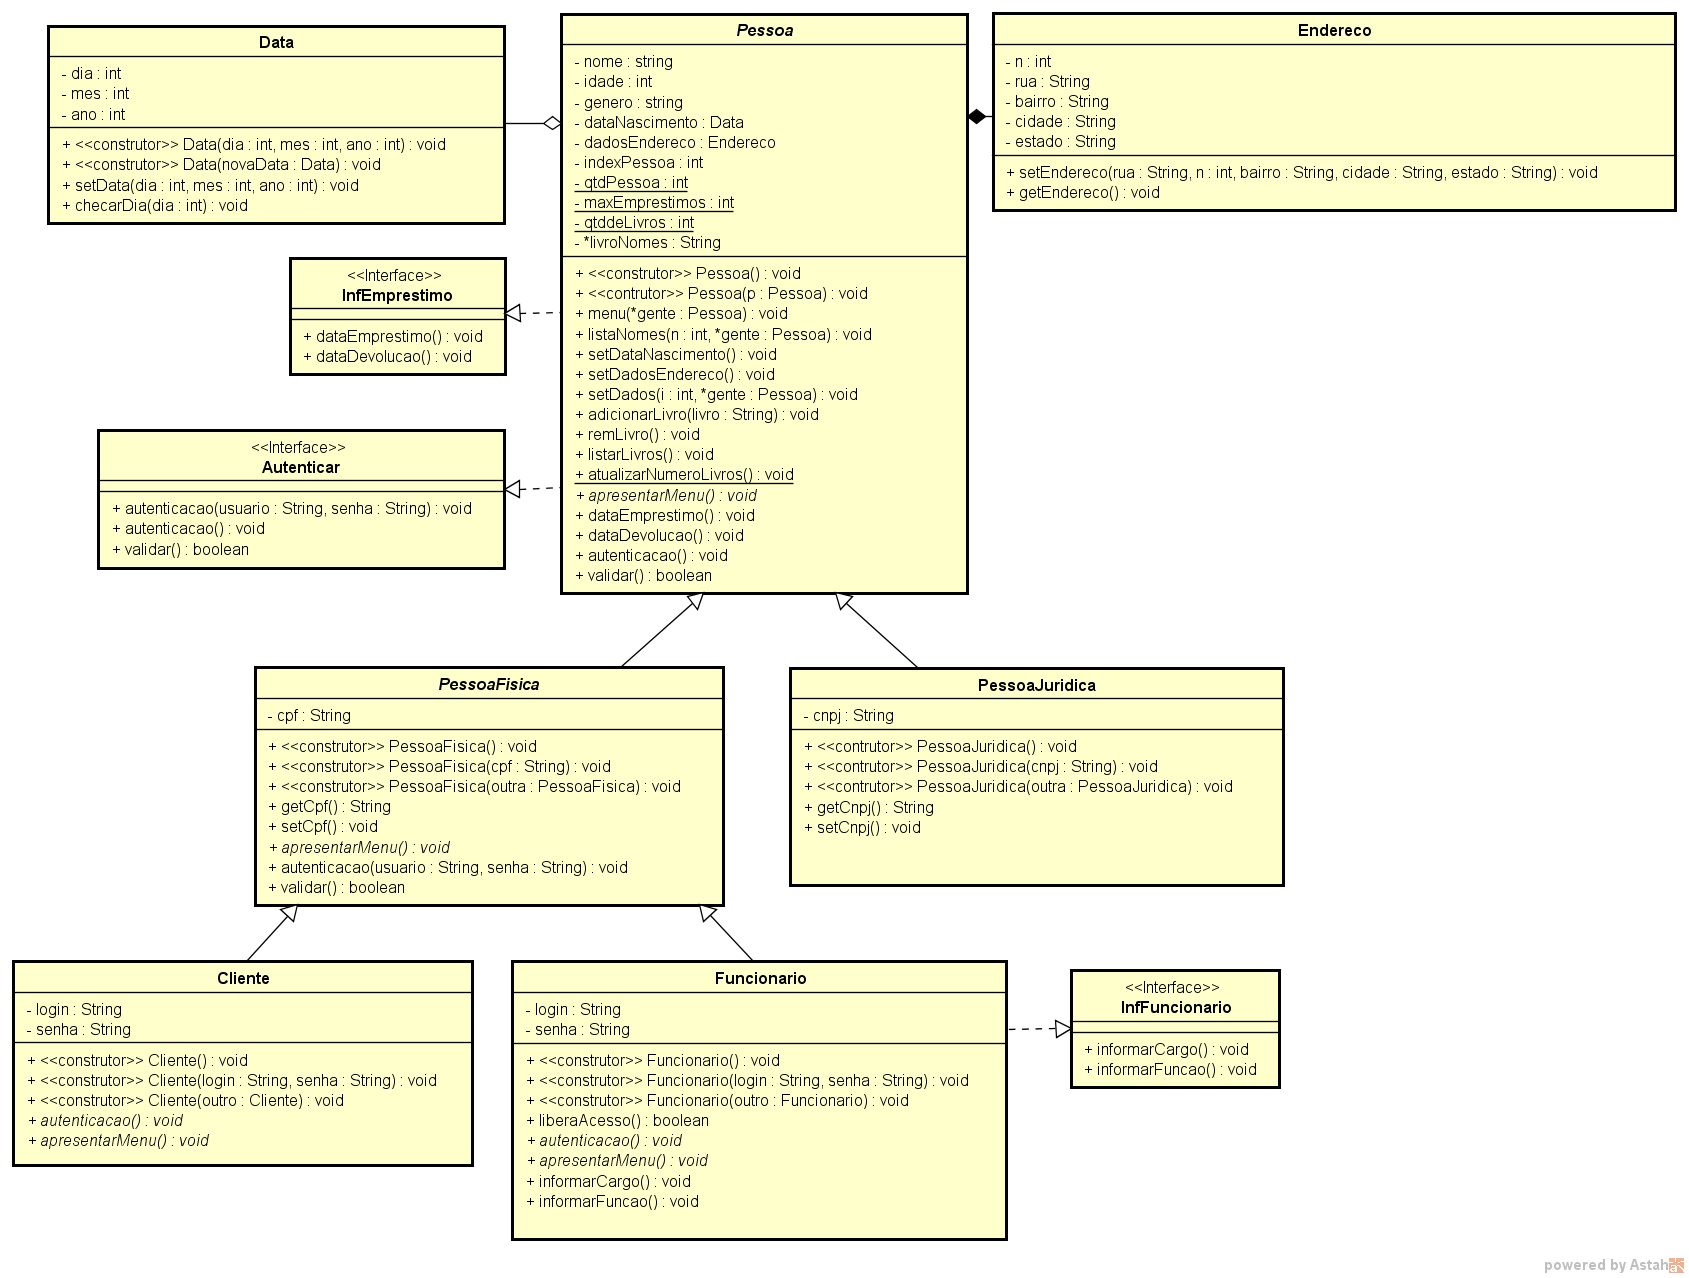 Data
- dia : int
- mes : int
- ano : int
+ <<construtor>> Data(dia : int, mes : int, ano : int) : void
+ <<construtor>> Data(novaData : Data) : void
+ setData(dia : int, mes : int, ano : int) : void
+ checarDia(dia : int) : void
Pessoa
- nome : string
- idade : int
- genero : string
- dataNascimento : Data
- dadosEndereco : Endereco
- indexPessoa : int
- qtdPessoa : int
- maxEmprestimos : int
- qtddeLivros : int
- *livroNomes : String
+ <<construtor>> Pessoa() : void
+ <<contrutor>> Pessoa(p : Pessoa) : void
+ menu(*gente : Pessoa) : void
+ listaNomes(n : int, *gente : Pessoa) : void
+ setDataNascimento() : void
+ setDadosEndereco() : void
+ setDados(i : int, *gente : Pessoa) : void
+ adicionarLivro(livro : String) : void
+ remLivro() : void
+ listarLivros() : void
+ atualizarNumeroLivros() : void
+ apresentarMenu() : void
+ dataEmprestimo() : void
+ dataDevolucao() : void
+ autenticacao() : void
+ validar() : boolean
Endereco
- n : int
- rua : String
- bairro : String
- cidade : String
- estado : String
+ setEndereco(rua : String, n : int, bairro : String, cidade : String, estado : String) : void
+ getEndereco() : void
<<Interface>>
InfEmprestimo
+ dataEmprestimo() : void
+ dataDevolucao() : void
<<Interface>>
Autenticar
+ autenticacao(usuario : String, senha : String) : void
+ autenticacao() : void
+ validar() : boolean
PessoaFisica
- cpf : String
+ <<construtor>> PessoaFisica() : void
+ <<construtor>> PessoaFisica(cpf : String) : void
+ <<construtor>> PessoaFisica(outra : PessoaFisica) : void
+ getCpf() : String
+ setCpf() : void
+ apresentarMenu() : void
+ autenticacao(usuario : String, senha : String) : void
+ validar() : boolean
PessoaJuridica
- cnpj : String
+ <<contrutor>> PessoaJuridica() : void
+ <<contrutor>> PessoaJuridica(cnpj : String) : void
+ <<contrutor>> PessoaJuridica(outra : PessoaJuridica) : void
+ getCnpj() : String
+ setCnpj() : void
Cliente
- login : String
- senha : String
+ <<construtor>> Cliente() : void
+ <<construtor>> Cliente(login : String, senha : String) : void
+ <<construtor>> Cliente(outro : Cliente) : void
+ autenticacao() : void
+ apresentarMenu() : void
Funcionario
- login : String
- senha : String
+ <<construtor>> Funcionario() : void
+ <<construtor>> Funcionario(login : String, senha : String) : void
+ <<construtor>> Funcionario(outro : Funcionario) : void
+ liberaAcesso() : boolean
+ autenticacao() : void
+ apresentarMenu() : void
+ informarCargo() : void
+ informarFuncao() : void
<<Interface>>
InfFuncionario
+ informarCargo() : void
+ informarFuncao() : void
powered by Astah